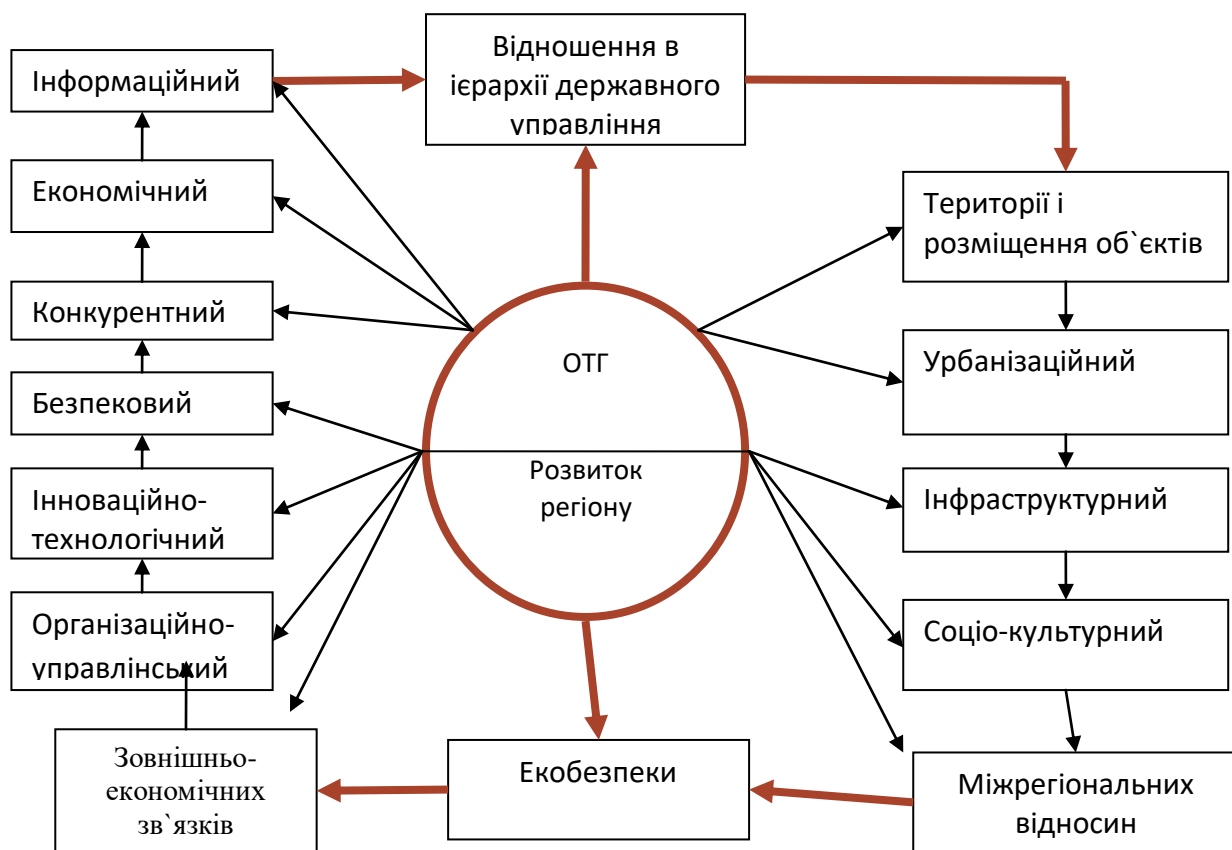 Відношення в
ієрархії державного
управління
Інформаційний
Економічний
Конкурентний
Безпековий
Інноваційно-
технологічний
Організаційно-
управлінський
Зовнішньо-
економічних
зв`язків
ОТГ
Розвиток
регіону
Екобезпеки
Території і
розміщення об`єктів
Урбанізаційний
Інфраструктурний
Соціо-культурний
Міжрегіональних
відносин